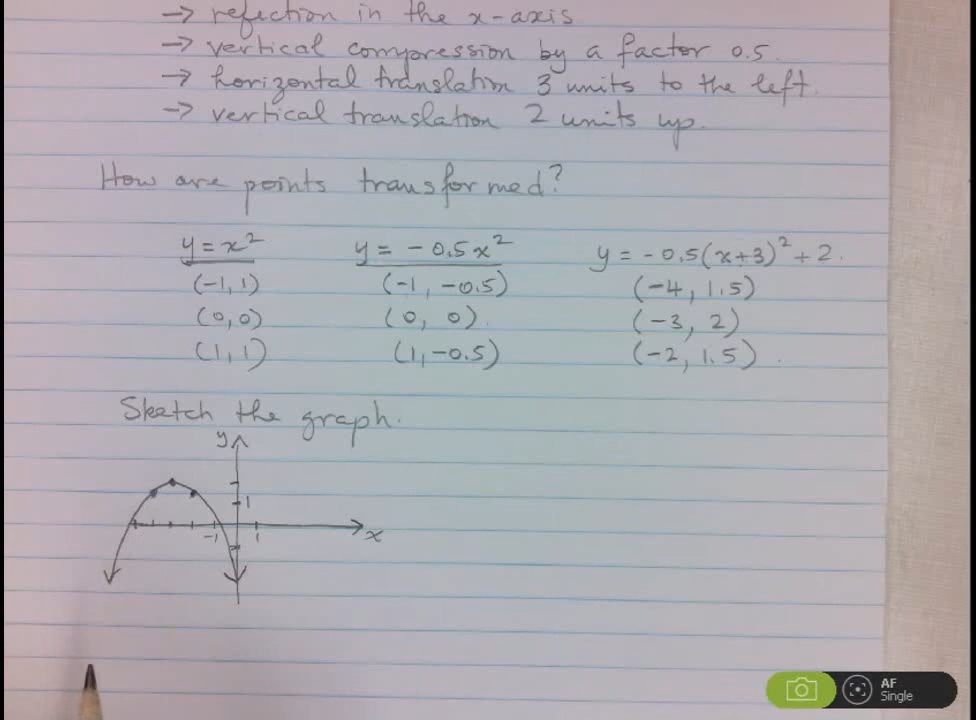 → refection in the x-axis
→ vertical compression by a factor 0.5.
→ horizontal translation 3 units to the left.
→ vertical translation 2 units up.
How are points transformed?
y = x² y = -0.5x² y = -0.5(x+3)² + 2.
(-1, 1) (-1, -0.5) (-4, 1.5)
(0, 0) (0, 0). (-3, 2)
(1, 1) (1, -0.5) (-2, 1.5).
Sketch the graph.
y
1
-1 1 x
AF
Single